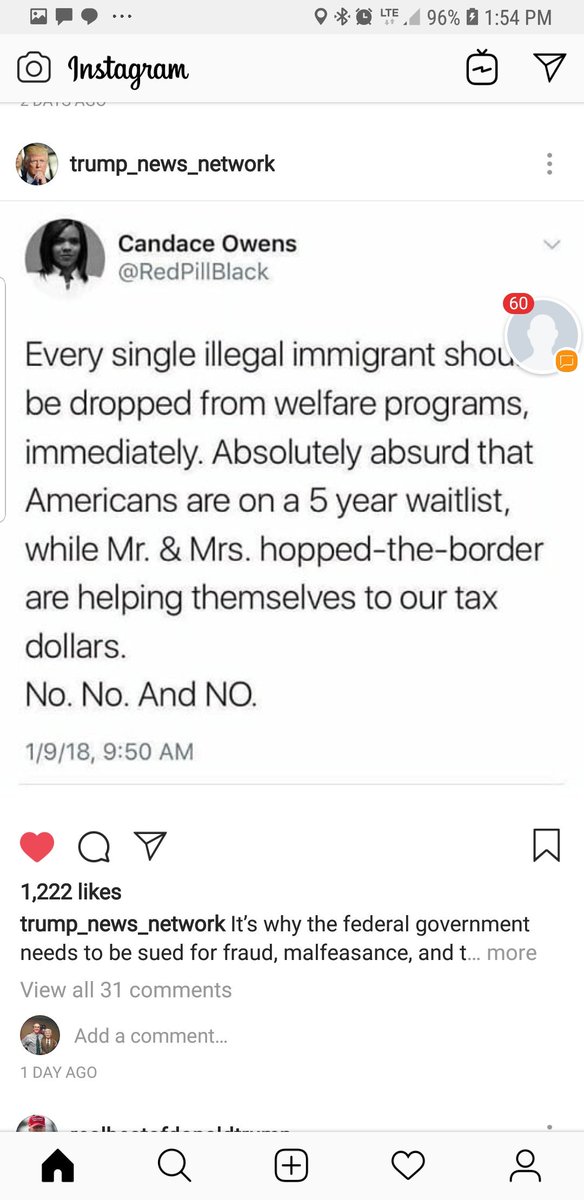 96% 1:54 PM
LTE
Instagram
2 DAYS AGO
trump_news_network
Candace Owens
@RedPillBlack
60
Every single illegal immigrant shou
be dropped from welfare programs,
immediately. Absolutely absurd that
Americans are on a 5 year waitlist,
while Mr. & Mrs. hopped-the-border
are helping themselves to our tax
dollars.
No. No. And NO.
1/9/18, 9:50 AM
1,222 likes
trump_news_network It’s why the federal government
needs to be sued for fraud, malfeasance, and t... more
View all 31 comments
Add a comment...
1 DAY AGO